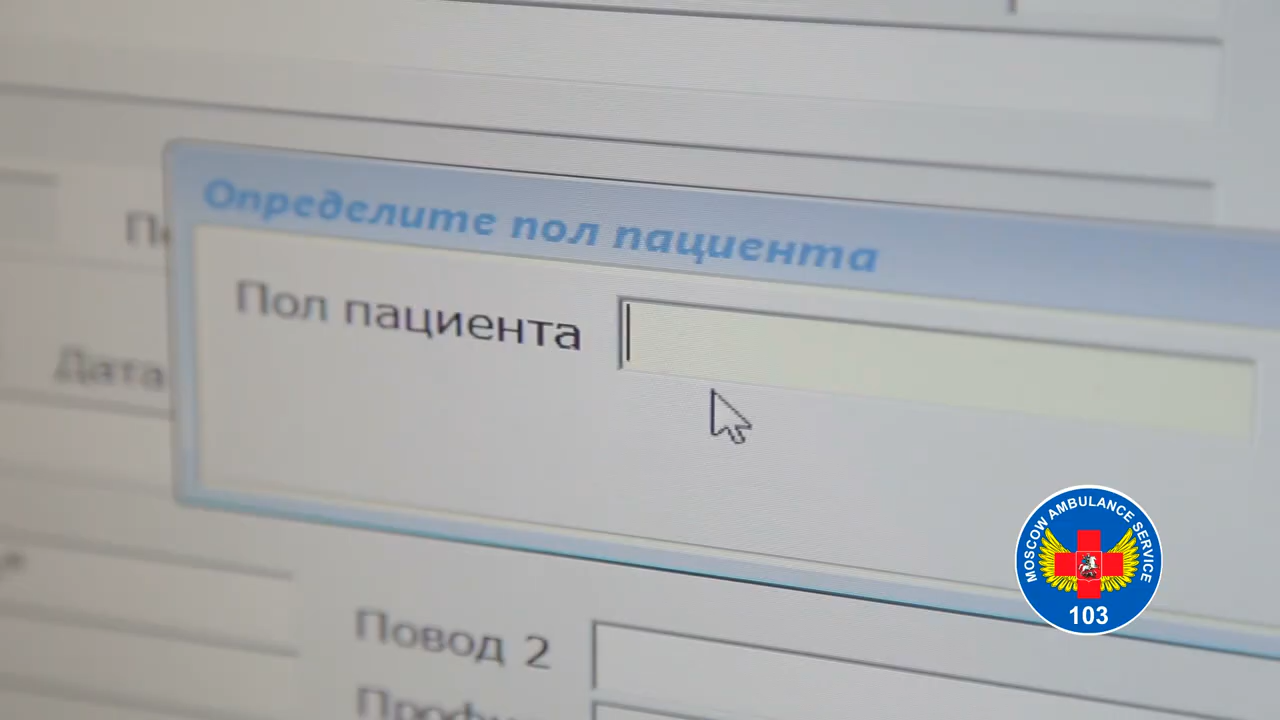 Определите пол пациента
Пол пациента
Дата
Повод 2
MOSCOW AMBULANCE SERVICE
103